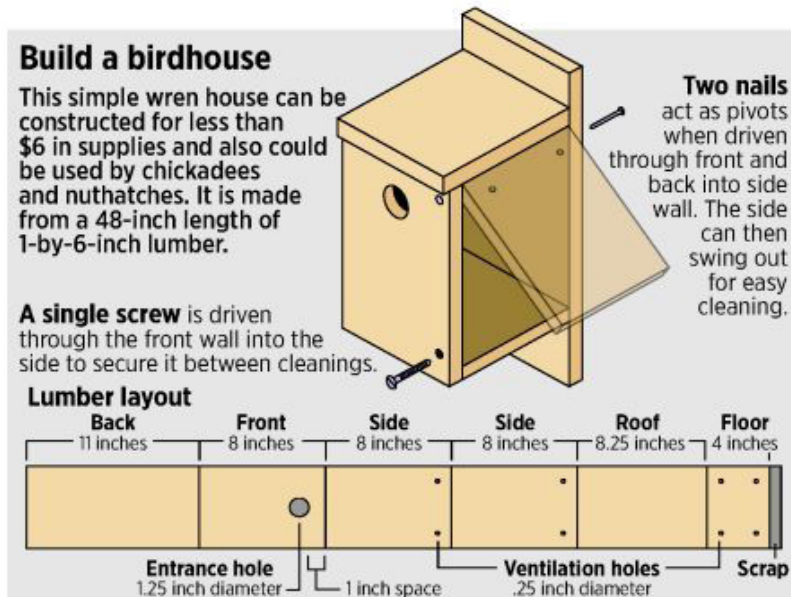 Build a birdhouse
This simple wren house can be
constructed for less than
$6 in supplies and also could
be used by chickadees
and nuthatches. It is made
from a 48-inch length of
1-by-6-inch lumber.
Two nails
act as pivots
when driven
through front and
back into side
wall. The side
can then
swing out
for easy
cleaning.
A single screw is driven
through the front wall into the
side to secure it between cleanings.
Lumber layout
Back Front Side Side Roof Floor
11 inches 8 inches 8 inches 8 inches 8.25 inches 4 inches
Entrance hole Ventilation holes Scrap
1.25 inch diameter 1 inch space .25 inch diameter